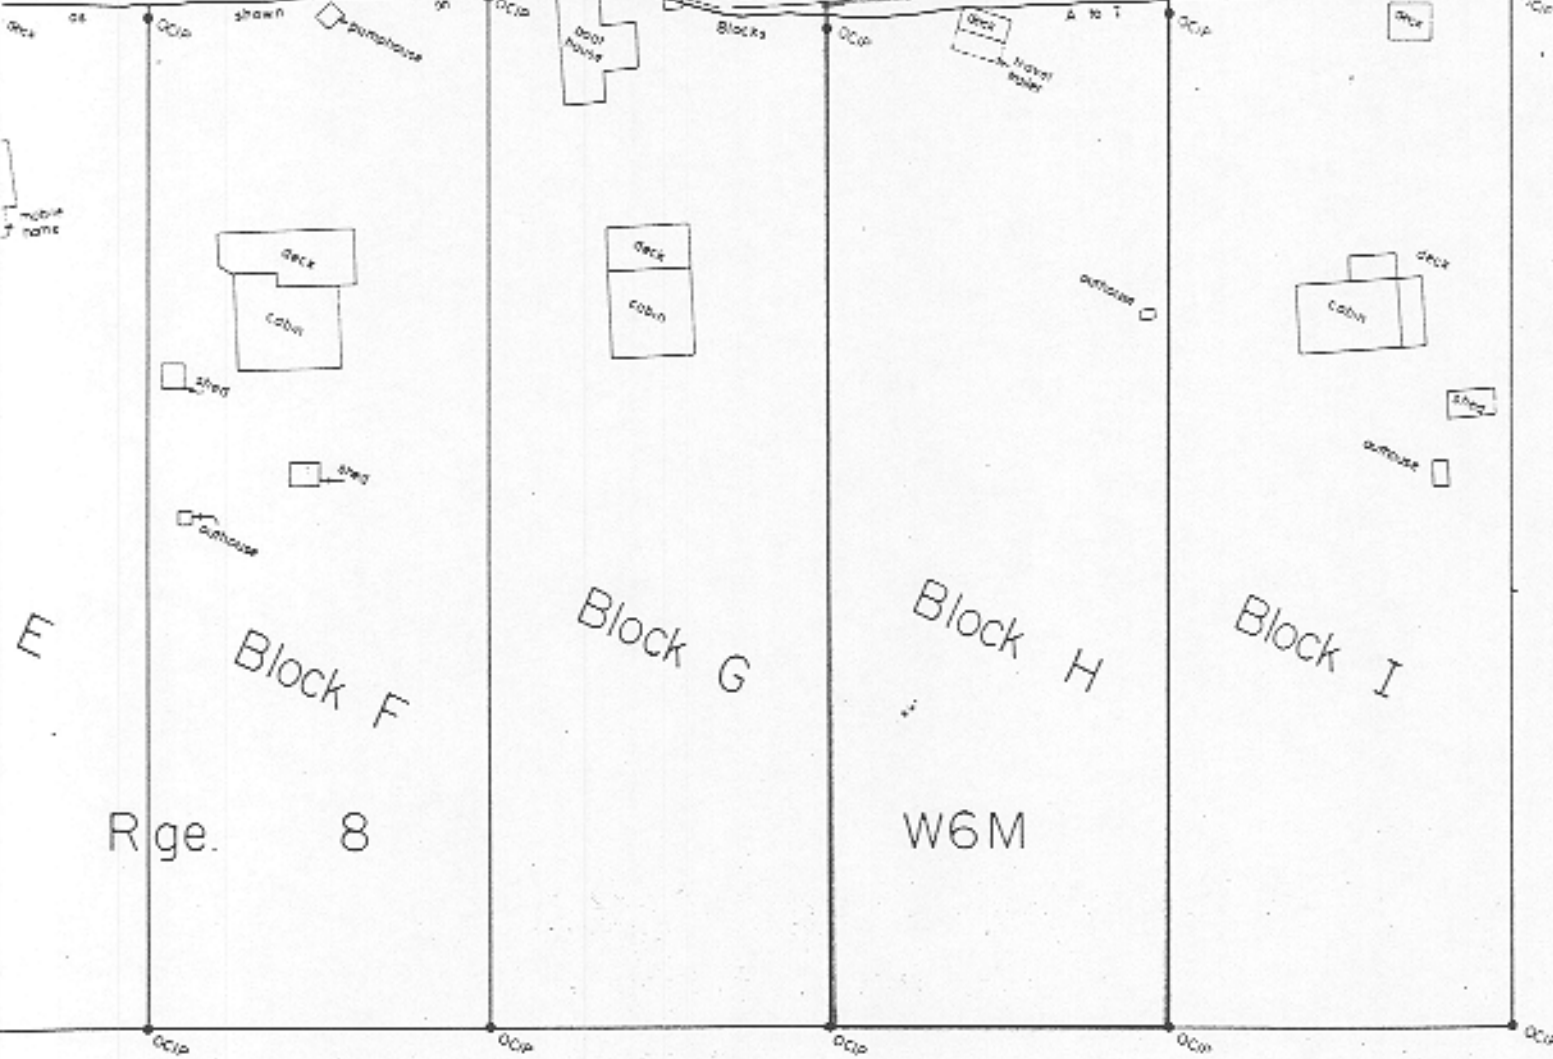 deck
as
shown
on
OCIP
OCIP
pumphouse
boat
house
Blocks
OCIP
deck
travel
trailer
A to I
OCIP
deck
mobile
home
deck
cabin
shed
shed
outhouse
deck
cabin
outhouse
deck
cabin
shed
outhouse
E
Block F
Block G
Block H
Block I
Rge. 8 W6M
OCIP
OCIP
OCIP
OCIP
OCIP